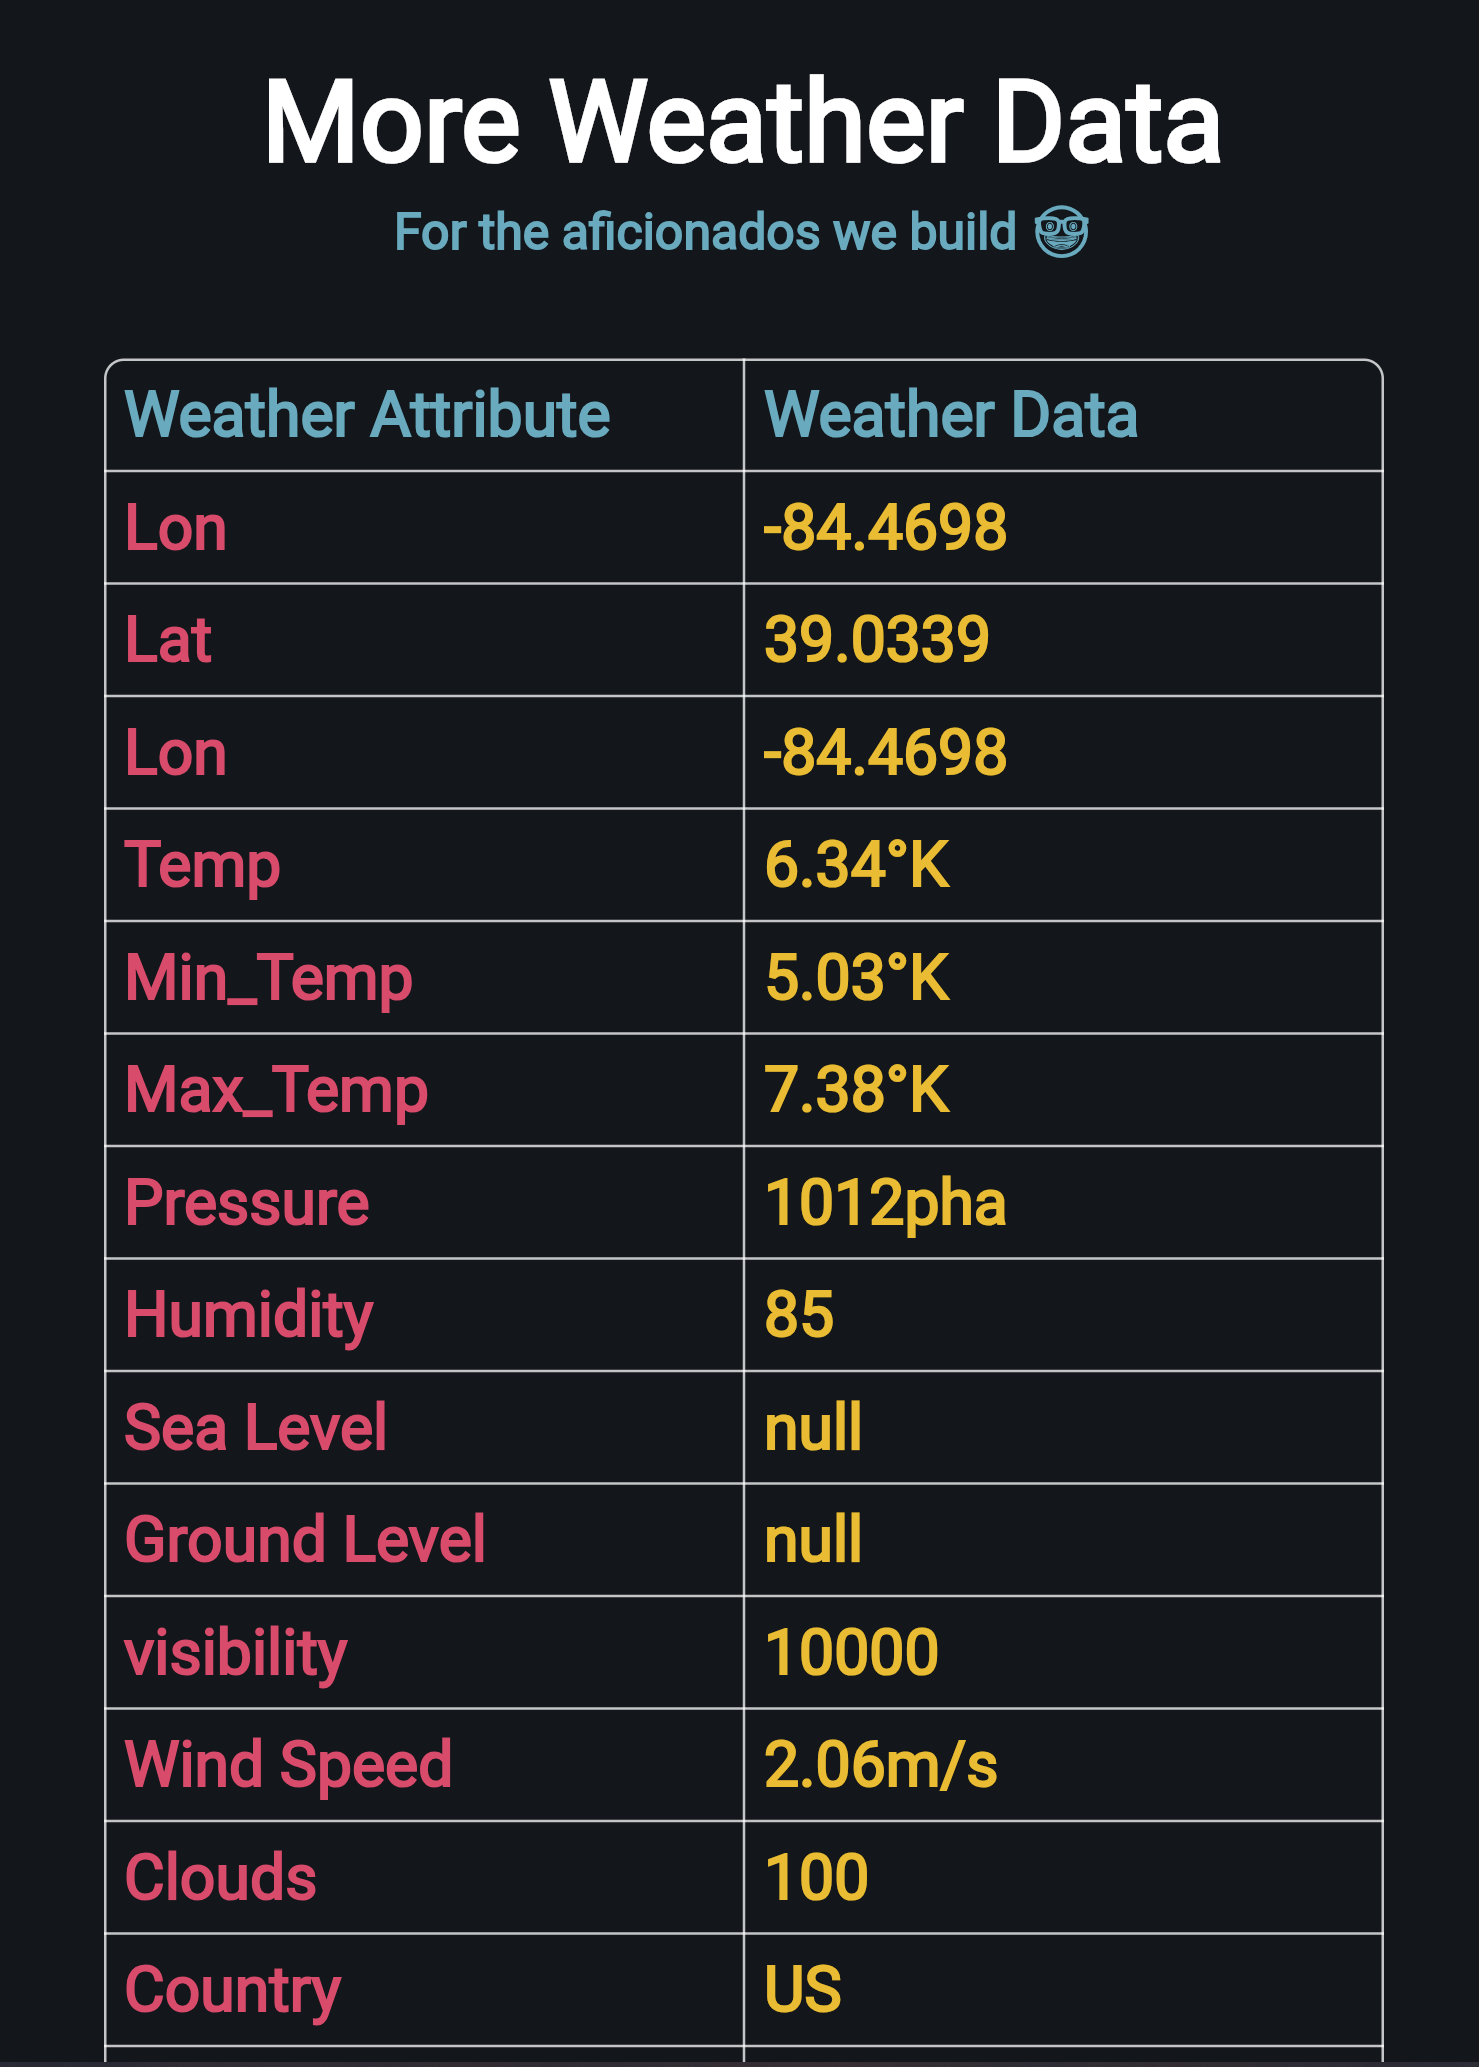 More Weather Data
For the aficionados we build 🤓
Weather Attribute Weather Data
Lon -84.4698
Lat 39.0339
Lon -84.4698
Temp 6.34°K
Min_Temp 5.03°K
Max_Temp 7.38°K
Pressure 1012pha
Humidity 85
Sea Level null
Ground Level null
visibility 10000
Wind Speed 2.06m/s
Clouds 100
Country US